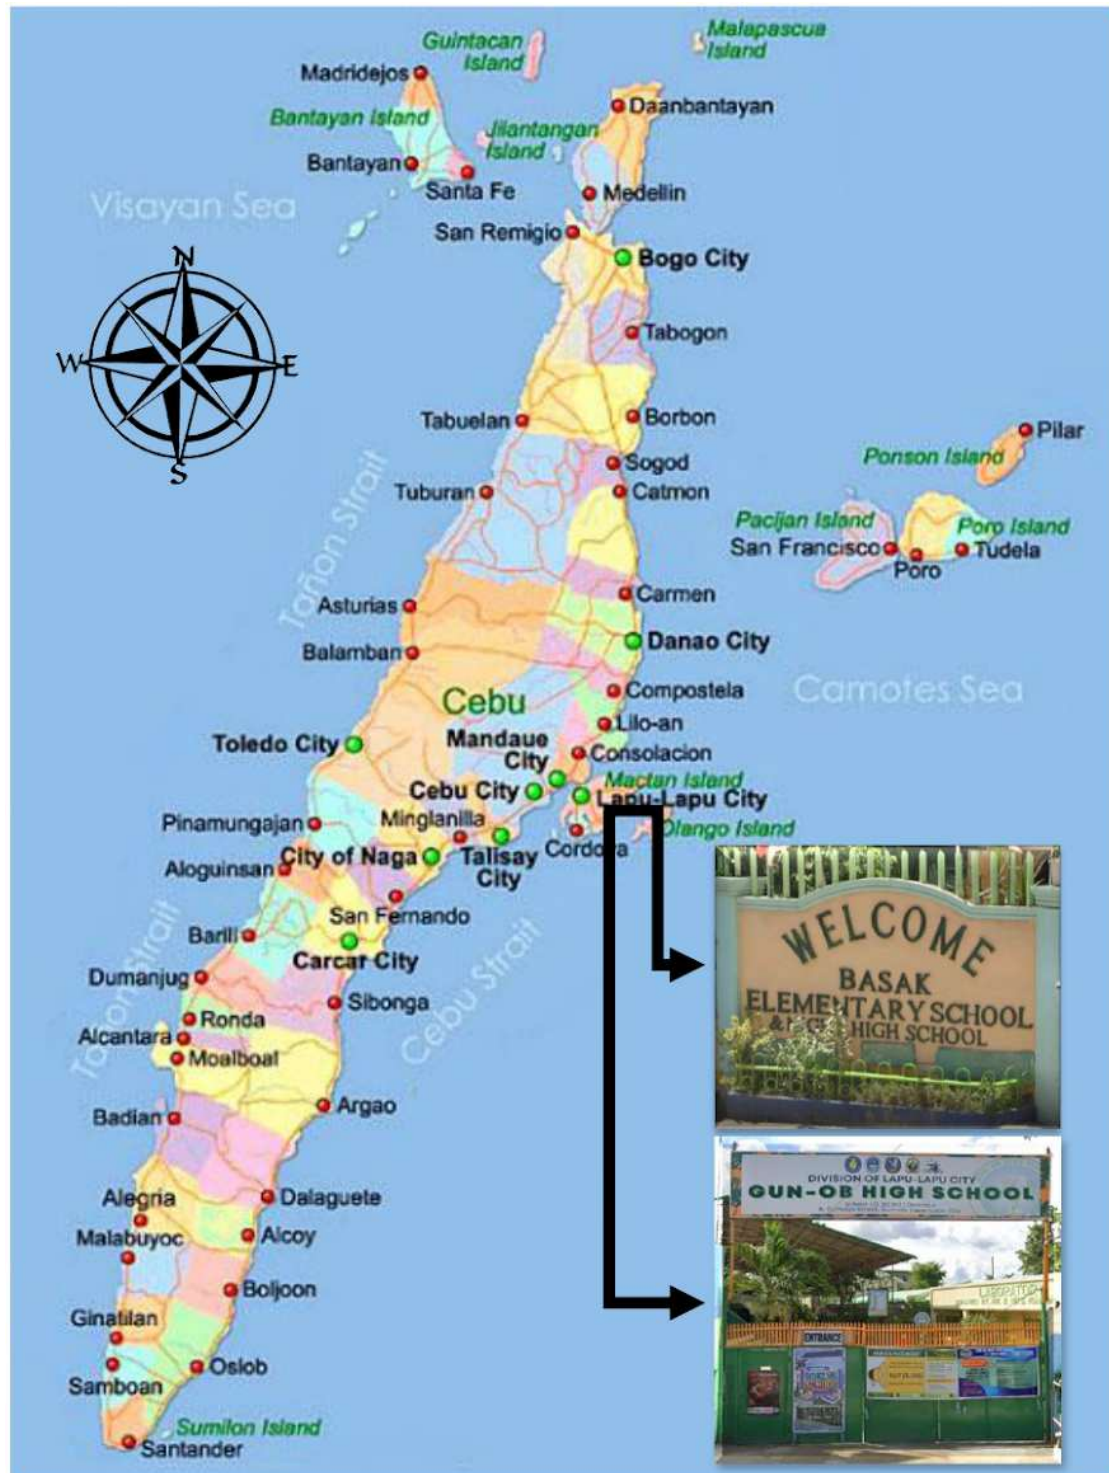 Guintacan
Island
Malapascua
Island
Madridejos
Daanbantayan
Bantayan Island
Jilantangan
Island
Bantayan
Santa Fe
Medellin
Visayan Sea
San Remigio
Bogo City
N
W
E
S
Tabogon
Tabuelan
Borbon
Pilar
Ponson Island
Sogod
Tuburan
Catmon
Pacijan Island
Poro Island
San Francisco
Tudela
Poro
Tañon Strait
Asturias
Carmen
Balamban
Danao City
Cebu
Compostela
Camotes Sea
Lilo-an
Toledo City
Mandaue
City
Consolacion
Mactan Island
Cebu City
Lapu-Lapu City
Pinamungajan
Minglanilla
Olango Island
Cordova
Aloguinsan
City of Naga
Talisay
City
San Fernando
Barili
Carcar City
Dumanjug
Sibonga
Cebu Strait
Tañon Strait
Ronda
Alcantara
Moalboal
Badian
Argao
Alegria
Dalaguete
Malabuyoc
Alcoy
Boljoon
Ginatilan
Oslob
Samboan
Sumilon Island
Santander
WELCOME
BASAK
ELEMENTARY SCHOOL
& HIGH SCHOOL
DIVISION OF LAPU-LAPU CITY
GUN-OB HIGH SCHOOL
ENTRANCE